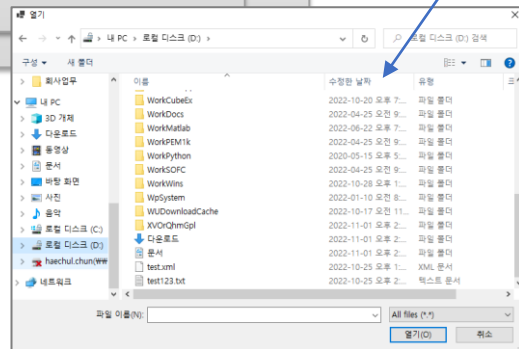 열기
내 PC > 로컬 디스크 (D:) >
로컬 디스크 (D:) 검색
구성 새 폴더
이름 수정한 날짜 유형
회사업무
내 PC
3D 개체
다운로드
동영상
문서
바탕 화면
사진
음악
로컬 디스크 (C:)
로컬 디스크 (D:)
haechul.chun(₩₩
네트워크
WorkCubeEx 2022-10-20 오후 7:... 파일 폴더
WorkDocs 2022-04-25 오전 9:... 파일 폴더
WorkMatlab 2022-06-22 오후 7:... 파일 폴더
WorkPEM1k 2022-04-25 오전 9:... 파일 폴더
WorkPython 2020-05-15 오후 5:... 파일 폴더
WorkSOFC 2022-04-25 오전 9:... 파일 폴더
WorkWins 2022-10-28 오후 1:... 파일 폴더
WpSystem 2022-01-10 오전 8:... 파일 폴더
WUDownloadCache 2022-10-17 오전 11... 파일 폴더
XVOrQhmGpl 2022-11-01 오후 2:... 파일 폴더
다운로드 2022-11-01 오후 2:... 파일 폴더
문서 2022-11-01 오후 2:... 파일 폴더
test.xml 2022-10-25 오후 1:... XML 문서
test123.txt 2022-10-25 오후 2:... 텍스트 문서
파일 이름(N):
All files (*.*)
열기(O) 취소